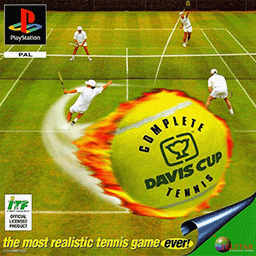 PlayStation
PAL
COMPLETE
DAVIS CUP
TENNIS
ITF
OFFICIAL
LICENSED
PRODUCT
the most realistic tennis game ever!